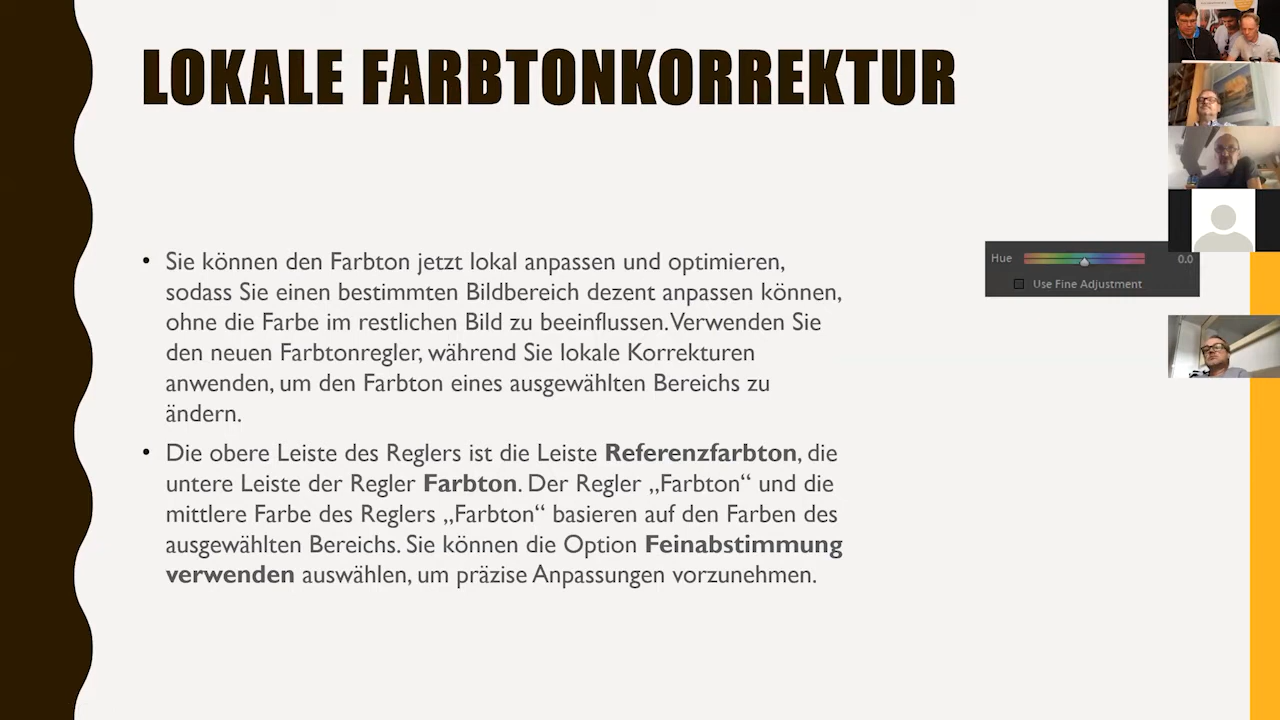 LOKALE FARBTONKORREKTUR
• Sie können den Farbton jetzt lokal anpassen und optimieren,
sodass Sie einen bestimmten Bildbereich dezent anpassen können,
ohne die Farbe im restlichen Bild zu beeinflussen. Verwenden Sie
den neuen Farbtonregler, während Sie lokale Korrekturen
anwenden, um den Farbton eines ausgewählten Bereichs zu
ändern.
• Die obere Leiste des Reglers ist die Leiste Referenzfarbton, die
untere Leiste der Regler Farbton. Der Regler „Farbton“ und die
mittlere Farbe des Reglers „Farbton“ basieren auf den Farben des
ausgewählten Bereichs. Sie können die Option Feinabstimmung
verwenden auswählen, um präzise Anpassungen vorzunehmen.
Hue 0.0
Use Fine Adjustment